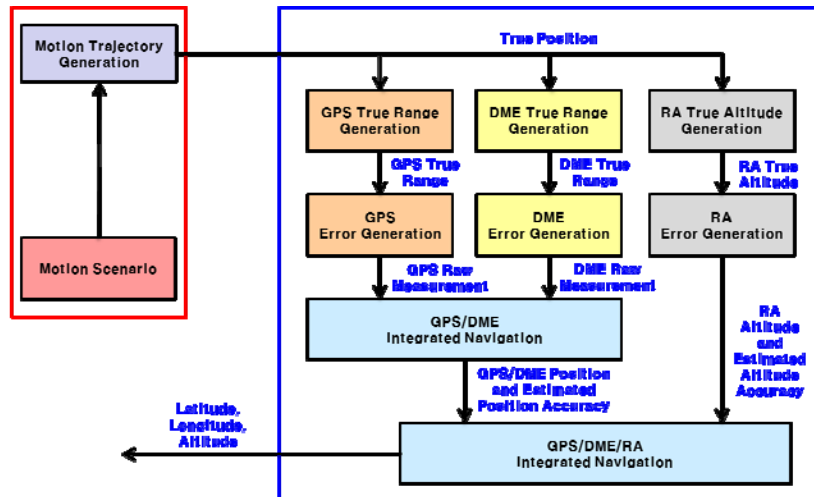 Motion Trajectory
Generation
True Position
GPS True Range
Generation
DME True Range
Generation
RA True Altitude
Generation
GPS True
Range
DME True
Range
RA True
Altitude
GPS
Error Generation
DME
Error Generation
RA
Error Generation
Motion Scenario
GPS Raw
Measurement
DME Raw
Measurement
GPS/DME
Integrated Navigation
RA
Altitude
and
Estimated
Altitude
Accuracy
GPS/DME Position
and Estimated
Position Accuracy
Latitude,
Longitude,
Altitude
GPS/DME/RA
Integrated Navigation